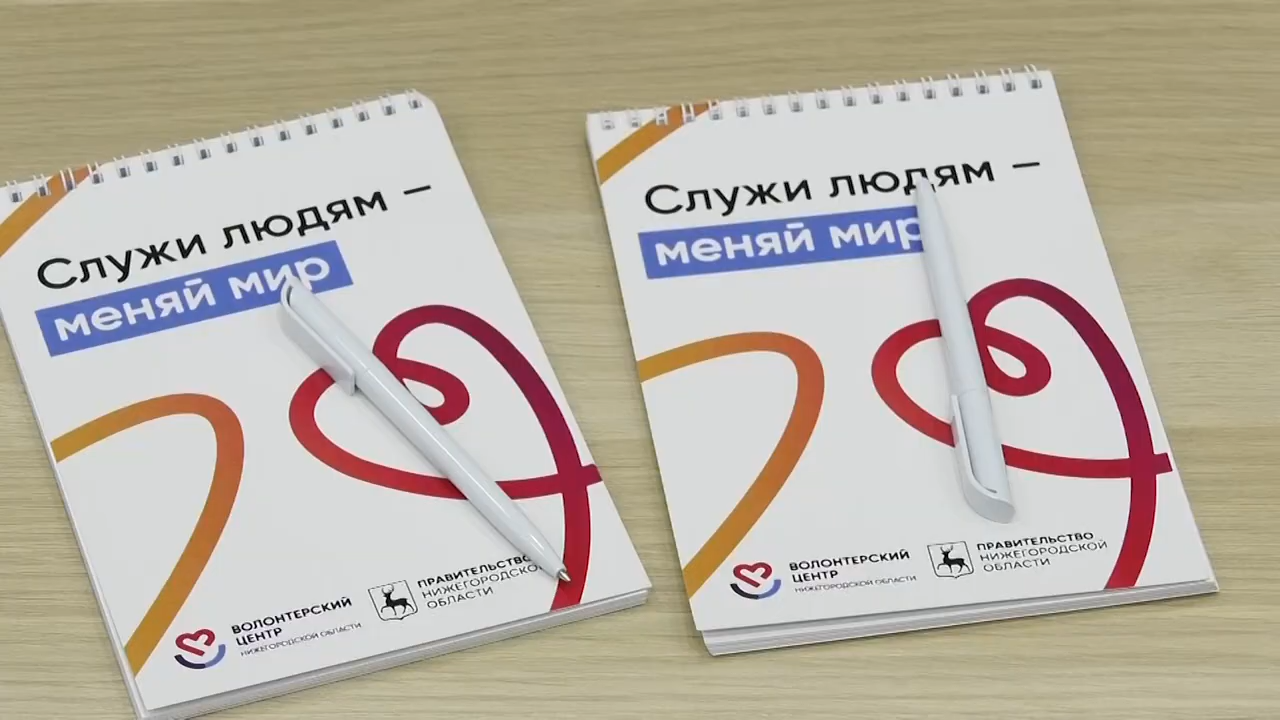 Служи людям –
меняй мир
ВОЛОНТЕРСКИЙ
ЦЕНТР
НИЖЕГОРОДСКОЙ ОБЛАСТИ
ПРАВИТЕЛЬСТВО
НИЖЕГОРОДСКОЙ
ОБЛАСТИ
Служи людям –
меняй мир
ВОЛОНТЕРСКИЙ
ЦЕНТР
НИЖЕГОРОДСКОЙ ОБЛАСТИ
ПРАВИТЕЛЬСТВО
НИЖЕГОРОДСКОЙ
ОБЛАСТИ